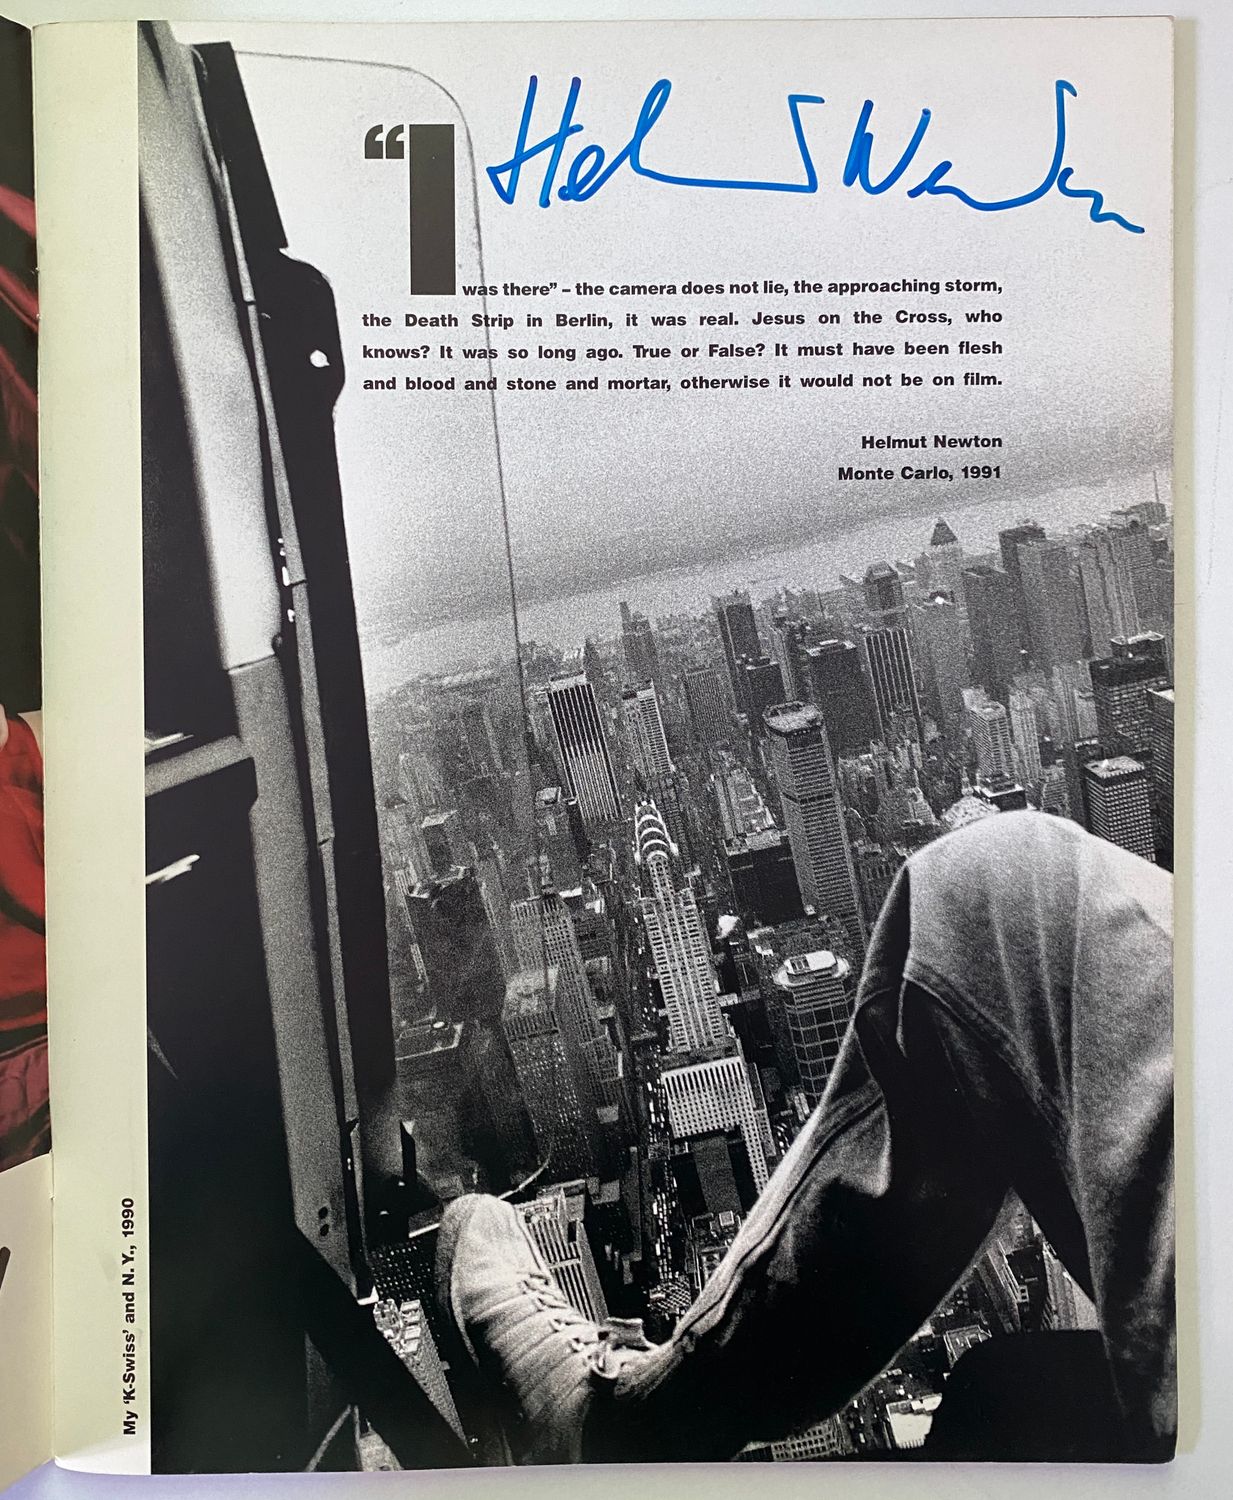 Helmut Newton
“I was there” – the camera does not lie, the approaching storm,
the Death Strip in Berlin, it was real. Jesus on the Cross, who
knows? It was so long ago. True or False? It must have been flesh
and blood and stone and mortar, otherwise it would not be on film.
Helmut Newton
Monte Carlo, 1991
My ‘K-Swiss’ and N. Y., 1990